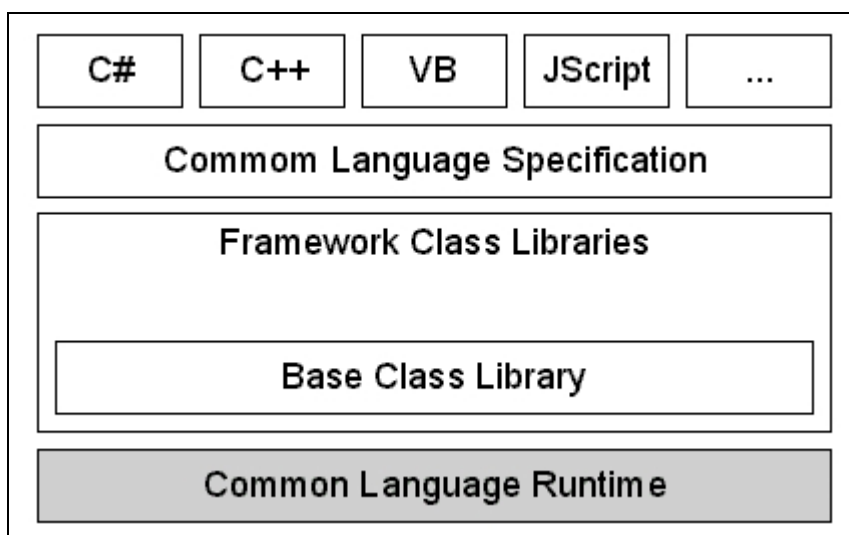 C# C++ VB JScript ...
Commom Language Specification
Framework Class Libraries
Base Class Library
Common Language Runtime